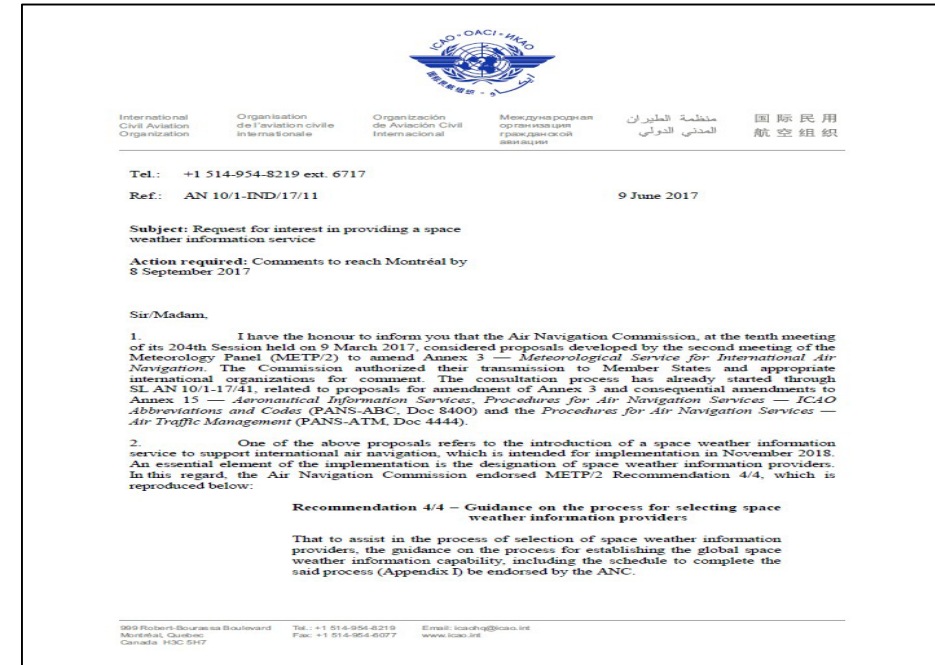 ICAO · OACI · ИКАО
国际民航组织 · إيكاو
International Civil Aviation Organization
Organisation de l'aviation civile internationale
Organización de Aviación Civil Internacional
Международная организация гражданской авиации
منظمة الطيران المدني الدولي
国际民用航空组织
Tel.: +1 514-954-8219 ext. 6717
Ref.: AN 10/1-IND/17/11 9 June 2017
Subject: Request for interest in providing a space
weather information service
Action required: Comments to reach Montréal by
8 September 2017
Sir/Madam,
1. I have the honour to inform you that the Air Navigation Commission, at the tenth meeting
of its 204th Session held on 9 March 2017, considered proposals developed by the second meeting of the
Meteorology Panel (METP/2) to amend Annex 3 — Meteorological Service for International Air
Navigation. The Commission authorized their transmission to Member States and appropriate
international organizations for comment. The consultation process has already started through
SL AN 10/1-17/41, related to proposals for amendment of Annex 3 and consequential amendments to
Annex 15 — Aeronautical Information Services, Procedures for Air Navigation Services — ICAO
Abbreviations and Codes (PANS-ABC, Doc 8400) and the Procedures for Air Navigation Services —
Air Traffic Management (PANS-ATM, Doc 4444).
2. One of the above proposals refers to the introduction of a space weather information
service to support international air navigation, which is intended for implementation in November 2018.
An essential element of the implementation is the designation of space weather information providers.
In this regard, the Air Navigation Commission endorsed METP/2 Recommendation 4/4, which is
reproduced below:
Recommendation 4/4 – Guidance on the process for selecting space
weather information providers
That to assist in the process of selection of space weather information
providers, the guidance on the process for establishing the global space
weather information capability, including the schedule to complete the
said process (Appendix I) be endorsed by the ANC.
999 Robert-Bourassa Boulevard
Montréal, Quebec
Canada H3C 5H7
Tel.: +1 514-954-8219
Fax: +1 514-954-6077
Email: icaohq@icao.int
www.icao.int